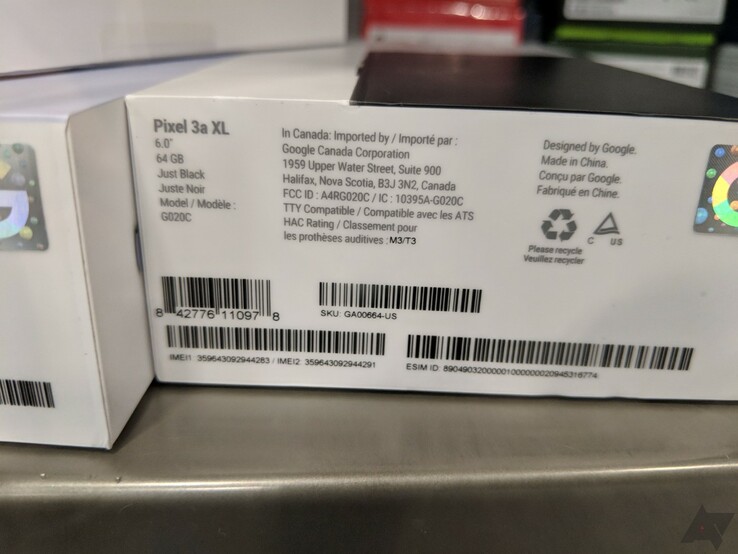 Pixel 3a XL
6.0"
64 GB
Just Black
Juste Noir
Model / Modèle :
G020C
In Canada: Imported by / Importé par :
Google Canada Corporation
1959 Upper Water Street, Suite 900
Halifax, Nova Scotia, B3J 3N2, Canada
FCC ID : A4RG020C / IC : 10395A-G020C
TTY Compatible / Compatible avec les ATS
HAC Rating / Classement pour
les prothèses auditives : M3/T3
Designed by Google.
Made in China.
Conçu par Google.
Fabriqué en Chine.
C US
Please recycle
Veuillez recycler
8 42776 11097 8
SKU: GA00664-US
IMEI1 359643092944283 / IMEI2 359643092944291
ESIM ID: 89049032000001000000020945316774